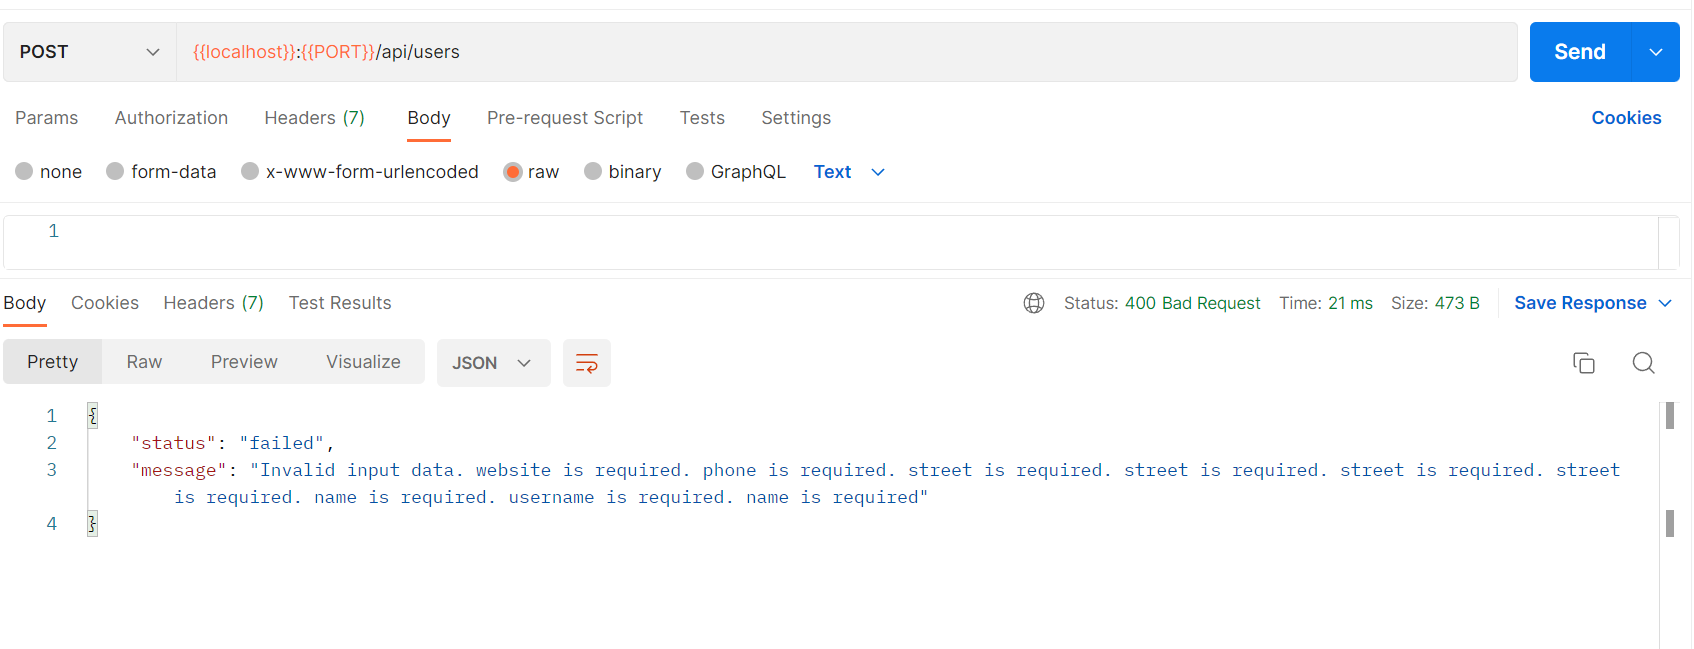 POST {{localhost}}:{{PORT}}/api/users Send
Params Authorization Headers (7) Body Pre-request Script Tests Settings Cookies
none form-data x-www-form-urlencoded raw binary GraphQL Text
1
Body Cookies Headers (7) Test Results Status: 400 Bad Request Time: 21 ms Size: 473 B Save Response
Pretty Raw Preview Visualize JSON
1 {
2 "status": "failed",
3 "message": "Invalid input data. website is required. phone is required. street is required. street is required. street is required. street
is required. name is required. username is required. name is required"
4 }